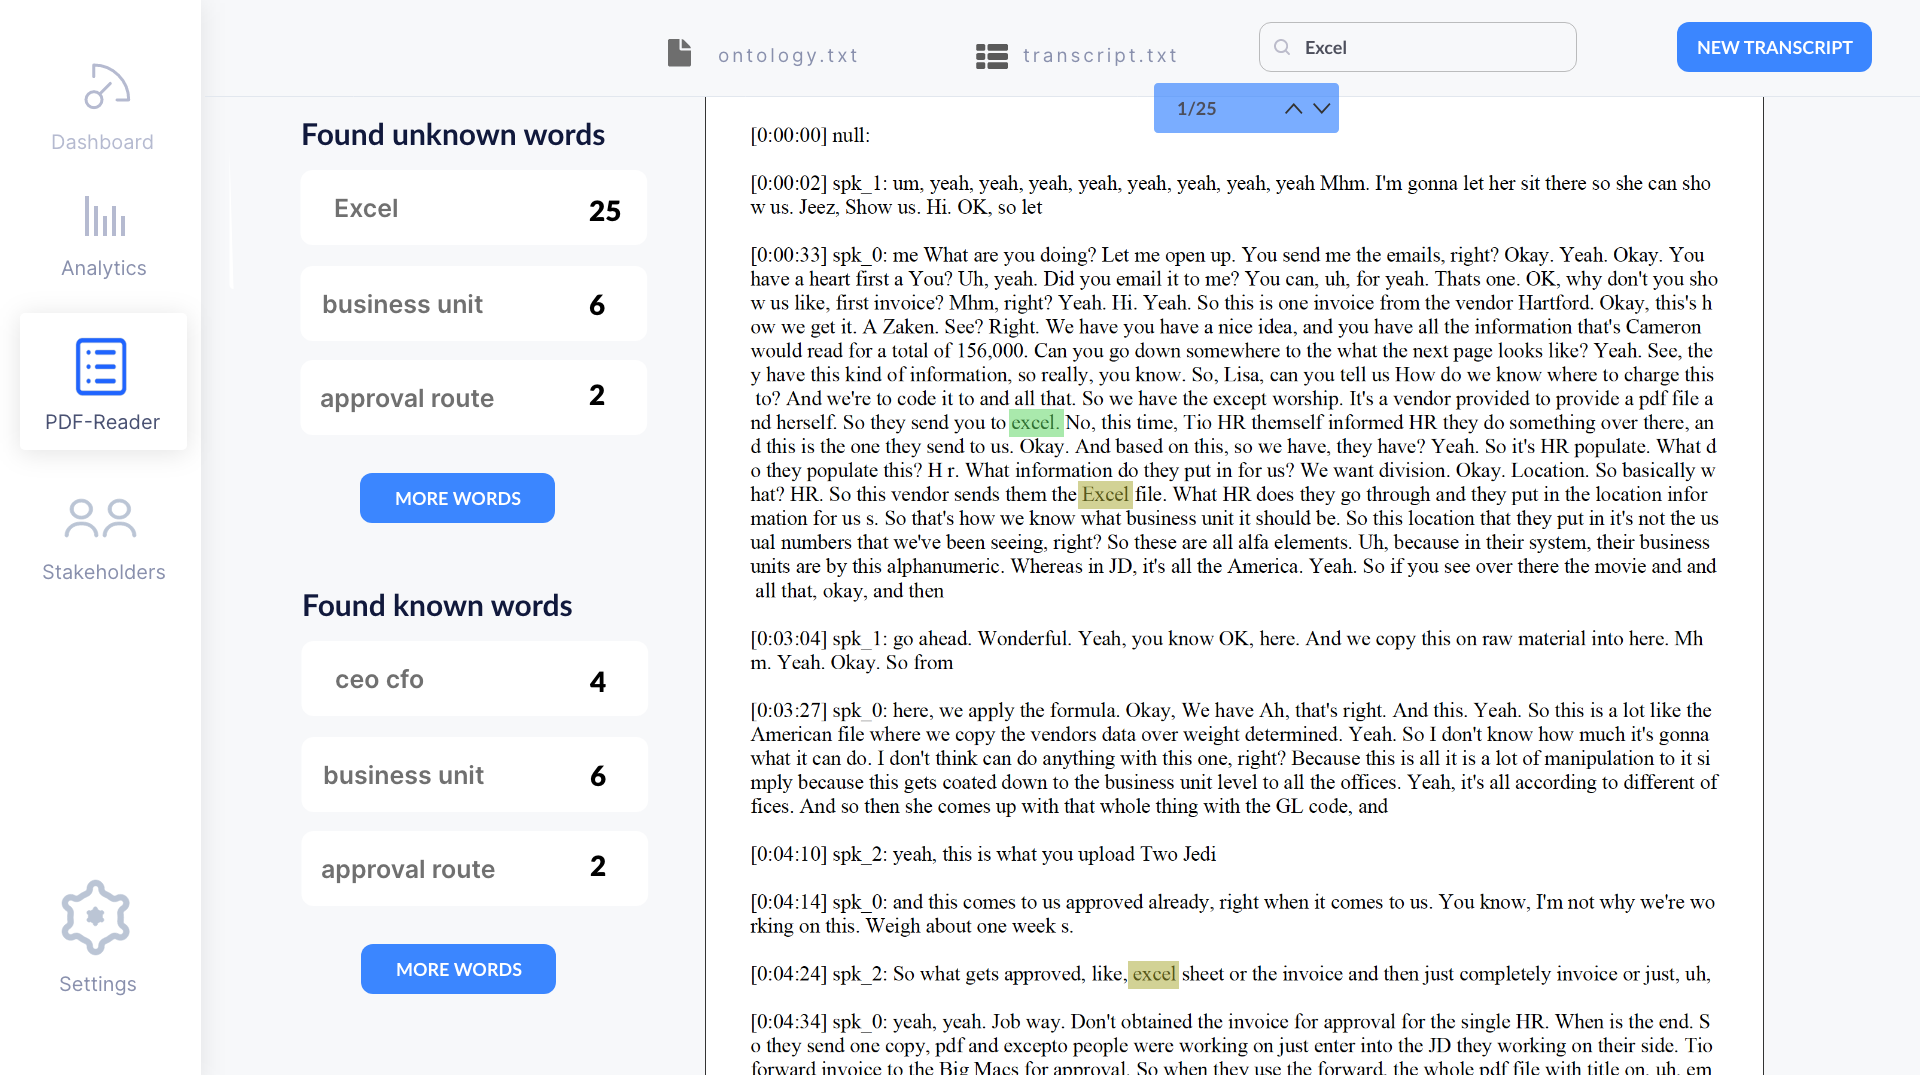 Dashboard
Analytics
PDF-Reader
Stakeholders
Settings
ontology.txt
transcript.txt
Excel
NEW TRANSCRIPT
1/25
Found unknown words
Excel 25
business unit 6
approval route 2
MORE WORDS
Found known words
ceo cfo 4
business unit 6
approval route 2
MORE WORDS
[0:00:00] null:
[0:00:02] spk_1: um, yeah, yeah, yeah, yeah, yeah, yeah, yeah, yeah Mhm. I'm gonna let her sit there so she can sho
w us. Jeez, Show us. Hi. OK, so let
[0:00:33] spk_0: me What are you doing? Let me open up. You send me the emails, right? Okay. Yeah. Okay. You
have a heart first a You? Uh, yeah. Did you email it to me? You can, uh, for yeah. Thats one. OK, why don't you sho
w us like, first invoice? Mhm, right? Yeah. Hi. Yeah. So this is one invoice from the vendor Hartford. Okay, this's h
ow we get it. A Zaken. See? Right. We have you have a nice idea, and you have all the information that's Cameron
would read for a total of 156,000. Can you go down somewhere to the what the next page looks like? Yeah. See, the
y have this kind of information, so really, you know. So, Lisa, can you tell us How do we know where to charge this
to? And we're to code it to and all that. So we have the except worship. It's a vendor provided to provide a pdf file a
nd herself. So they send you to excel. No, this time, Tio HR themself informed HR they do something over there, an
d this is the one they send to us. Okay. And based on this, so we have, they have? Yeah. So it's HR populate. What d
o they populate this? H r. What information do they put in for us? We want division. Okay. Location. So basically w
hat? HR. So this vendor sends them the Excel file. What HR does they go through and they put in the location infor
mation for us s. So that's how we know what business unit it should be. So this location that they put in it's not the us
ual numbers that we've been seeing, right? So these are all alfa elements. Uh, because in their system, their business
units are by this alphanumeric. Whereas in JD, it's all the America. Yeah. So if you see over there the movie and and
all that, okay, and then
[0:03:04] spk_1: go ahead. Wonderful. Yeah, you know OK, here. And we copy this on raw material into here. Mh
m. Yeah. Okay. So from
[0:03:27] spk_0: here, we apply the formula. Okay, We have Ah, that's right. And this. Yeah. So this is a lot like the
American file where we copy the vendors data over weight determined. Yeah. So I don't know how much it's gonna
what it can do. I don't think can do anything with this one, right? Because this is all it is a lot of manipulation to it si
mply because this gets coated down to the business unit level to all the offices. Yeah, it's all according to different of
fices. And so then she comes up with that whole thing with the GL code, and
[0:04:10] spk_2: yeah, this is what you upload Two Jedi
[0:04:14] spk_0: and this comes to us approved already, right when it comes to us. You know, I'm not why we're wo
rking on this. Weigh about one week s.
[0:04:24] spk_2: So what gets approved, like, excel sheet or the invoice and then just completely invoice or just, uh,
[0:04:34] spk_0: yeah, yeah. Job way. Don't obtained the invoice for approval for the single HR. When is the end. S
o they send one copy, pdf and excepto people were working on just enter into the JD they working on their side. Tio
forward invoice to the Big Macs for approval. So when they use the forward, the whole pdf file with title on, uh, em